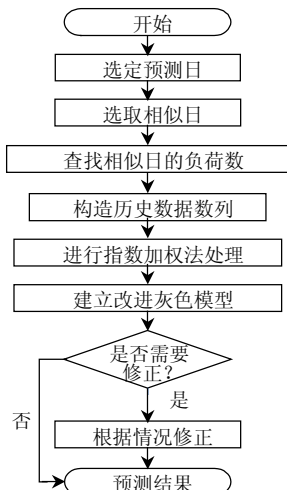 开始
选定预测日
选取相似日
查找相似日的负荷数
构造历史数据数列
进行指数加权法处理
建立改进灰色模型
是否需要
修正？
否
是
根据情况修正
预测结果